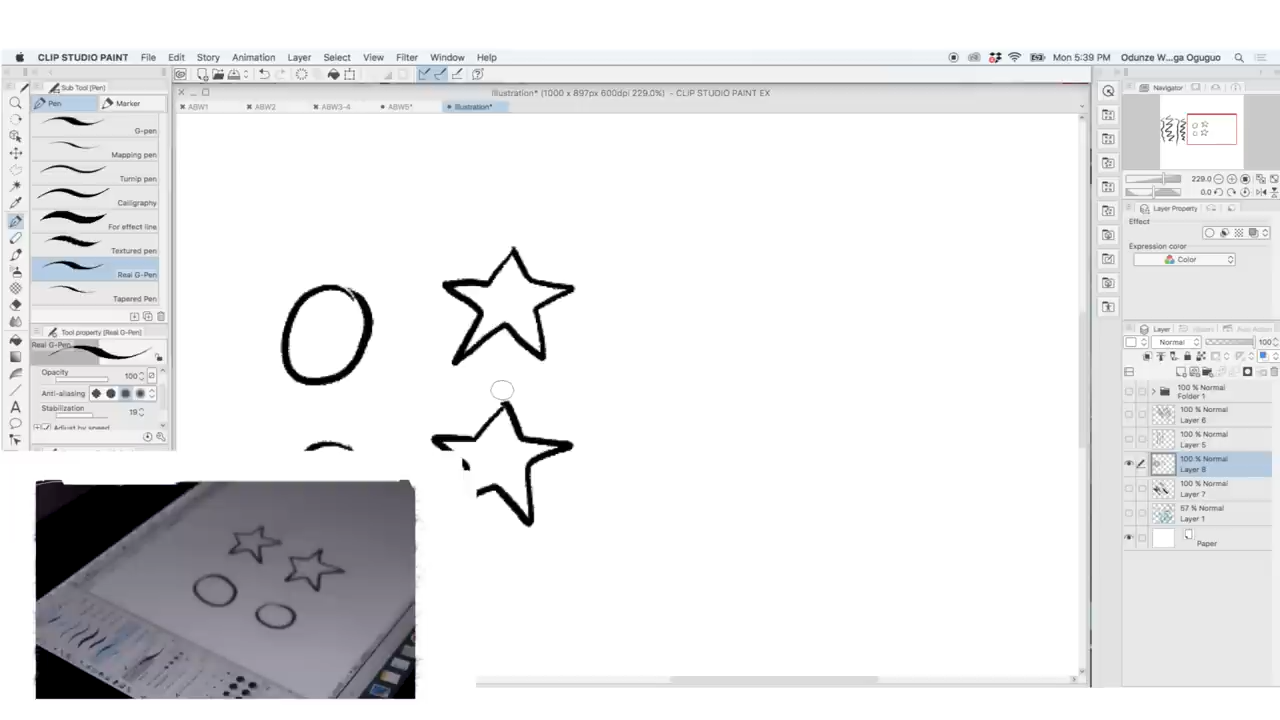 CLIP STUDIO PAINT File Edit Story Animation Layer Select View Filter Window Help Mon 5:39 PM Odunze W...ga Oguguo
Sub Tool [Pen]
Illustration* (1000 x 897px 600dpi 229.0%) - CLIP STUDIO PAINT EX
Navigator
Pen Marker
ABW1 ABW2 ABW3-4 ABW5* Illustration*
G-pen
Mapping pen
Turnip pen
229.0
0.0
Calligraphy
Layer Property
For effect line
Effect
Textured pen
Expression color
Color
Real G-Pen
Tapered Pen
Tool property [Real G-Pen]
Layer
Real G-Pen
Normal 100
Opacity 100
Anti-aliasing
Stabilization 19
Adjust by speed
100 % Normal
Folder 1
100 % Normal
Layer 6
100 % Normal
Layer 5
100 % Normal
Layer 8
100 % Normal
Layer 7
57 % Normal
Layer 1
Paper